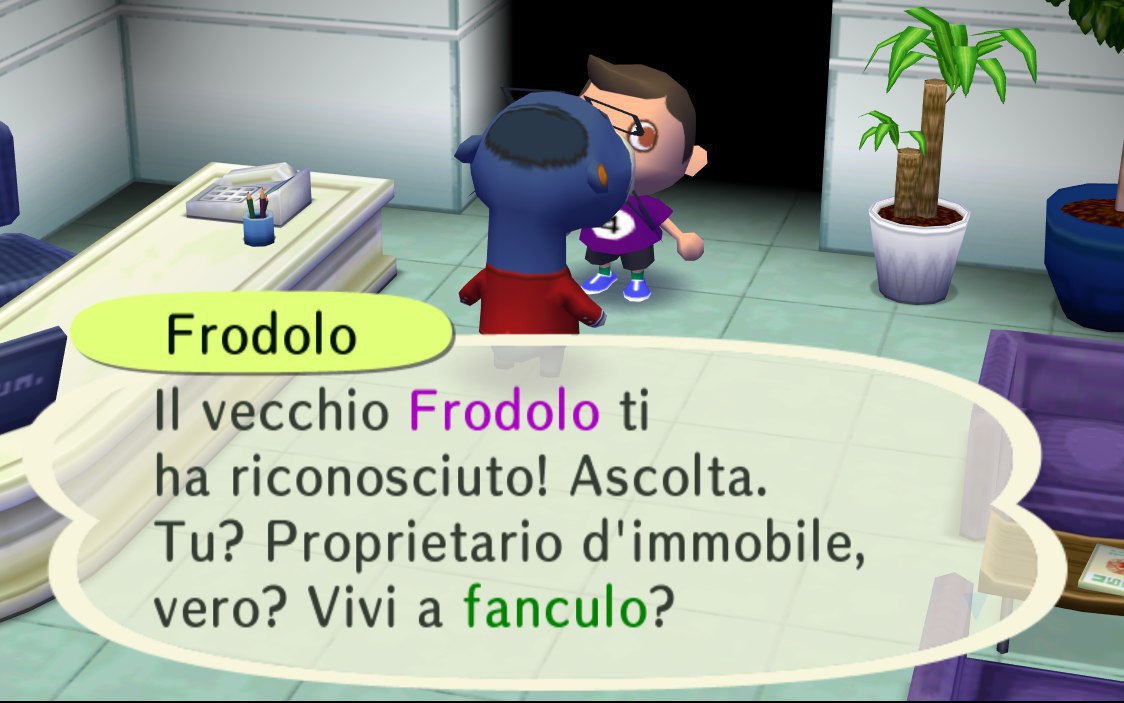 Frodolo
Il vecchio Frodolo ti
ha riconosciuto! Ascolta.
Tu? Proprietario d'immobile,
vero? Vivi a fanculo?